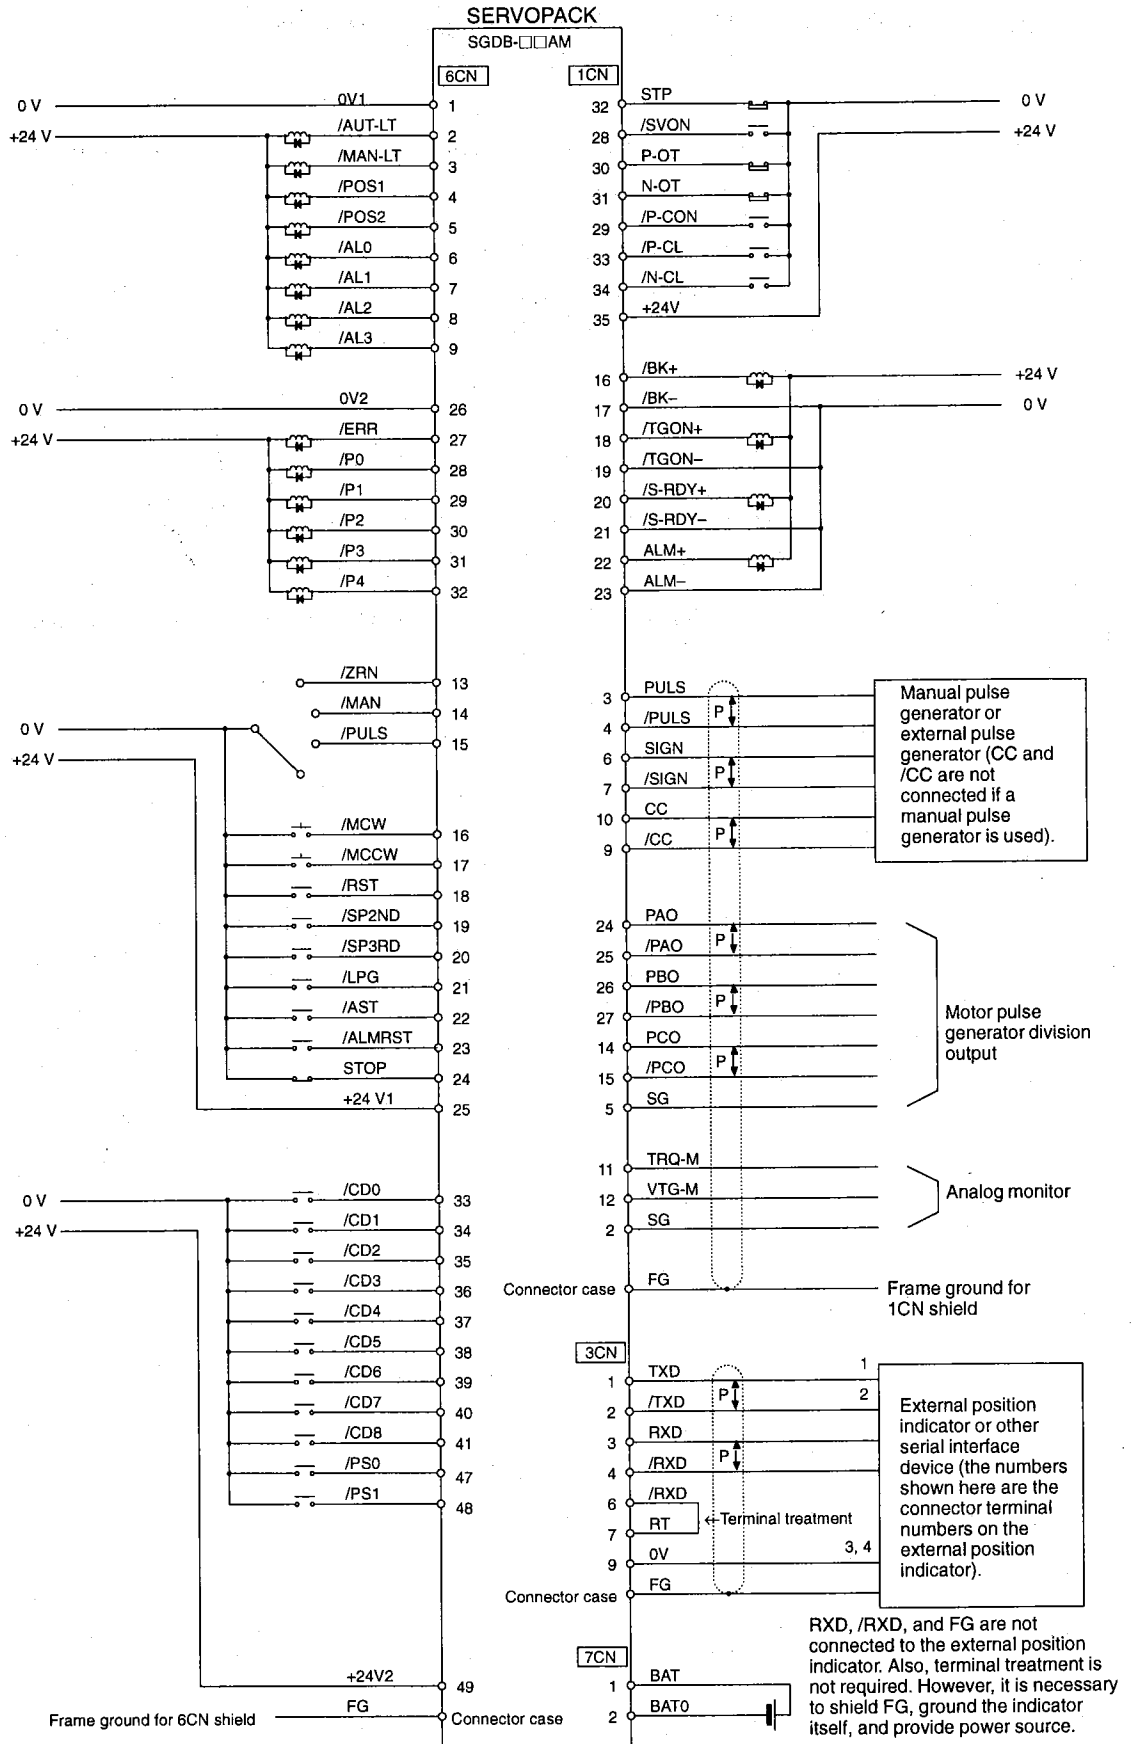 SERVOPACK
SGDB-□□AM
6CN
0 V
0V1
1
+24 V
/AUT-LT
2
/MAN-LT
3
/POS1
4
/POS2
5
/AL0
6
/AL1
7
/AL2
8
/AL3
9
0 V
0V2
26
+24 V
/ERR
27
/P0
28
/P1
29
/P2
30
/P3
31
/P4
32
/ZRN
13
/MAN
14
0 V
/PULS
15
+24 V
/MCW
16
/MCCW
17
/RST
18
/SP2ND
19
/SP3RD
20
/LPG
21
/AST
22
/ALMRST
23
STOP
24
+24 V1
25
0 V
/CD0
33
+24 V
/CD1
34
/CD2
35
/CD3
36
/CD4
37
/CD5
38
/CD6
39
/CD7
40
/CD8
41
/PS0
47
/PS1
48
+24V2
49
Frame ground for 6CN shield
FG
Connector case
1CN
32
STP
0 V
28
/SVON
+24 V
30
P-OT
31
N-OT
29
/P-CON
33
/P-CL
34
/N-CL
35
+24V
16
/BK+
+24 V
17
/BK−
0 V
18
/TGON+
19
/TGON−
20
/S-RDY+
21
/S-RDY−
22
ALM+
23
ALM−
3
PULS
P
4
/PULS
6
SIGN
P
7
/SIGN
10
CC
P
9
/CC
Manual pulse
generator or
external pulse
generator (CC and
/CC are not
connected if a
manual pulse
generator is used).
24
PAO
P
25
/PAO
26
PBO
P
27
/PBO
14
PCO
P
15
/PCO
5
SG
Motor pulse
generator division
output
11
TRQ-M
12
VTG-M
2
SG
Analog monitor
Connector case
FG
Frame ground for
1CN shield
3CN
1
TXD
1
P
2
/TXD
2
3
RXD
P
4
/RXD
6
/RXD
←Terminal treatment
7
RT
9
0V
3, 4
Connector case
FG
External position
indicator or other
serial interface
device (the numbers
shown here are the
connector terminal
numbers on the
external position
indicator).
RXD, /RXD, and FG are not
connected to the external position
indicator. Also, terminal treatment is
not required. However, it is necessary
to shield FG, ground the indicator
itself, and provide power source.
7CN
1
BAT
2
BAT0